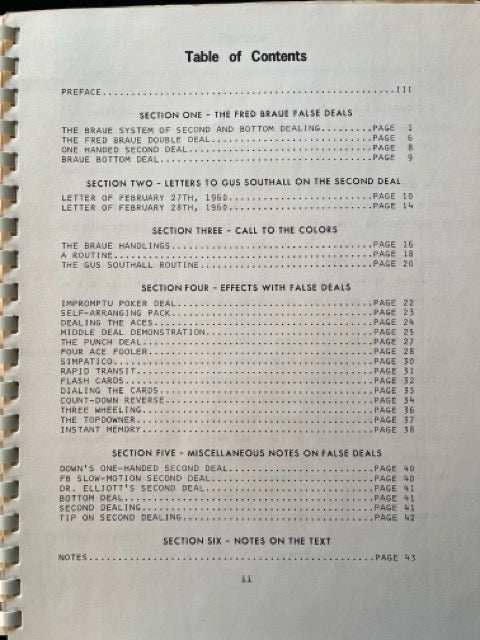 Table of Contents
PREFACE..................................................III
SECTION ONE - THE FRED BRAUE FALSE DEALS
THE BRAUE SYSTEM OF SECOND AND BOTTOM DEALING.........PAGE 1
THE FRED BRAUE DOUBLE DEAL............................PAGE 6
ONE HANDED SECOND DEAL................................PAGE 8
BRAUE BOTTOM DEAL.....................................PAGE 9
SECTION TWO - LETTERS TO GUS SOUTHALL ON THE SECOND DEAL
LETTER OF FEBRUARY 27TH, 1960.........................PAGE 10
LETTER OF FEBRUARY 28TH, 1960.........................PAGE 14
SECTION THREE - CALL TO THE COLORS
THE BRAUE HANDLINGS...................................PAGE 16
A ROUTINE.............................................PAGE 18
THE GUS SOUTHALL ROUTINE..............................PAGE 20
SECTION FOUR - EFFECTS WITH FALSE DEALS
IMPROMPTU POKER DEAL..................................PAGE 22
SELF-ARRANGING PACK...................................PAGE 23
DEALING THE ACES......................................PAGE 24
MIDDLE DEAL DEMONSTRATION.............................PAGE 25
THE PUNCH DEAL........................................PAGE 27
FOUR ACE FOOLER.......................................PAGE 28
SIMPATICO.............................................PAGE 30
RAPID TRANSIT.........................................PAGE 31
FLASH CARDS...........................................PAGE 32
DIALING THE CARDS.....................................PAGE 33
COUNT-DOWN REVERSE....................................PAGE 34
THREE WHEELING........................................PAGE 36
THE TOPDOWNER.........................................PAGE 37
INSTANT MEMORY........................................PAGE 38
SECTION FIVE - MISCELLANEOUS NOTES ON FALSE DEALS
DOWN'S ONE-HANDED SECOND DEAL.........................PAGE 40
FB SLOW-MOTION SECOND DEAL............................PAGE 40
DR. ELLIOTT'S SECOND DEAL.............................PAGE 41
BOTTOM DEAL...........................................PAGE 41
SECOND DEALING........................................PAGE 41
TIP ON SECOND DEALING.................................PAGE 42
SECTION SIX - NOTES ON THE TEXT
NOTES.................................................PAGE 43
ii